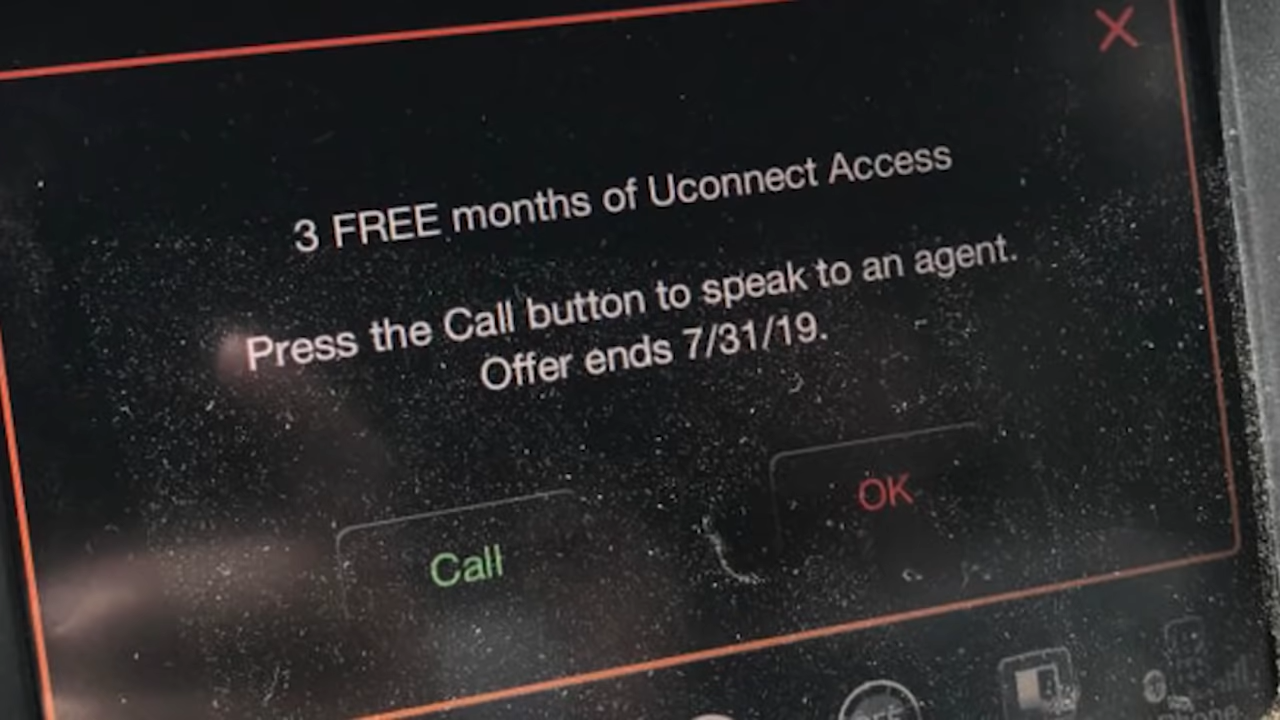 3 FREE months of Uconnect Access
Press the Call button to speak to an agent.
Offer ends 7/31/19.
Call
OK
OFF